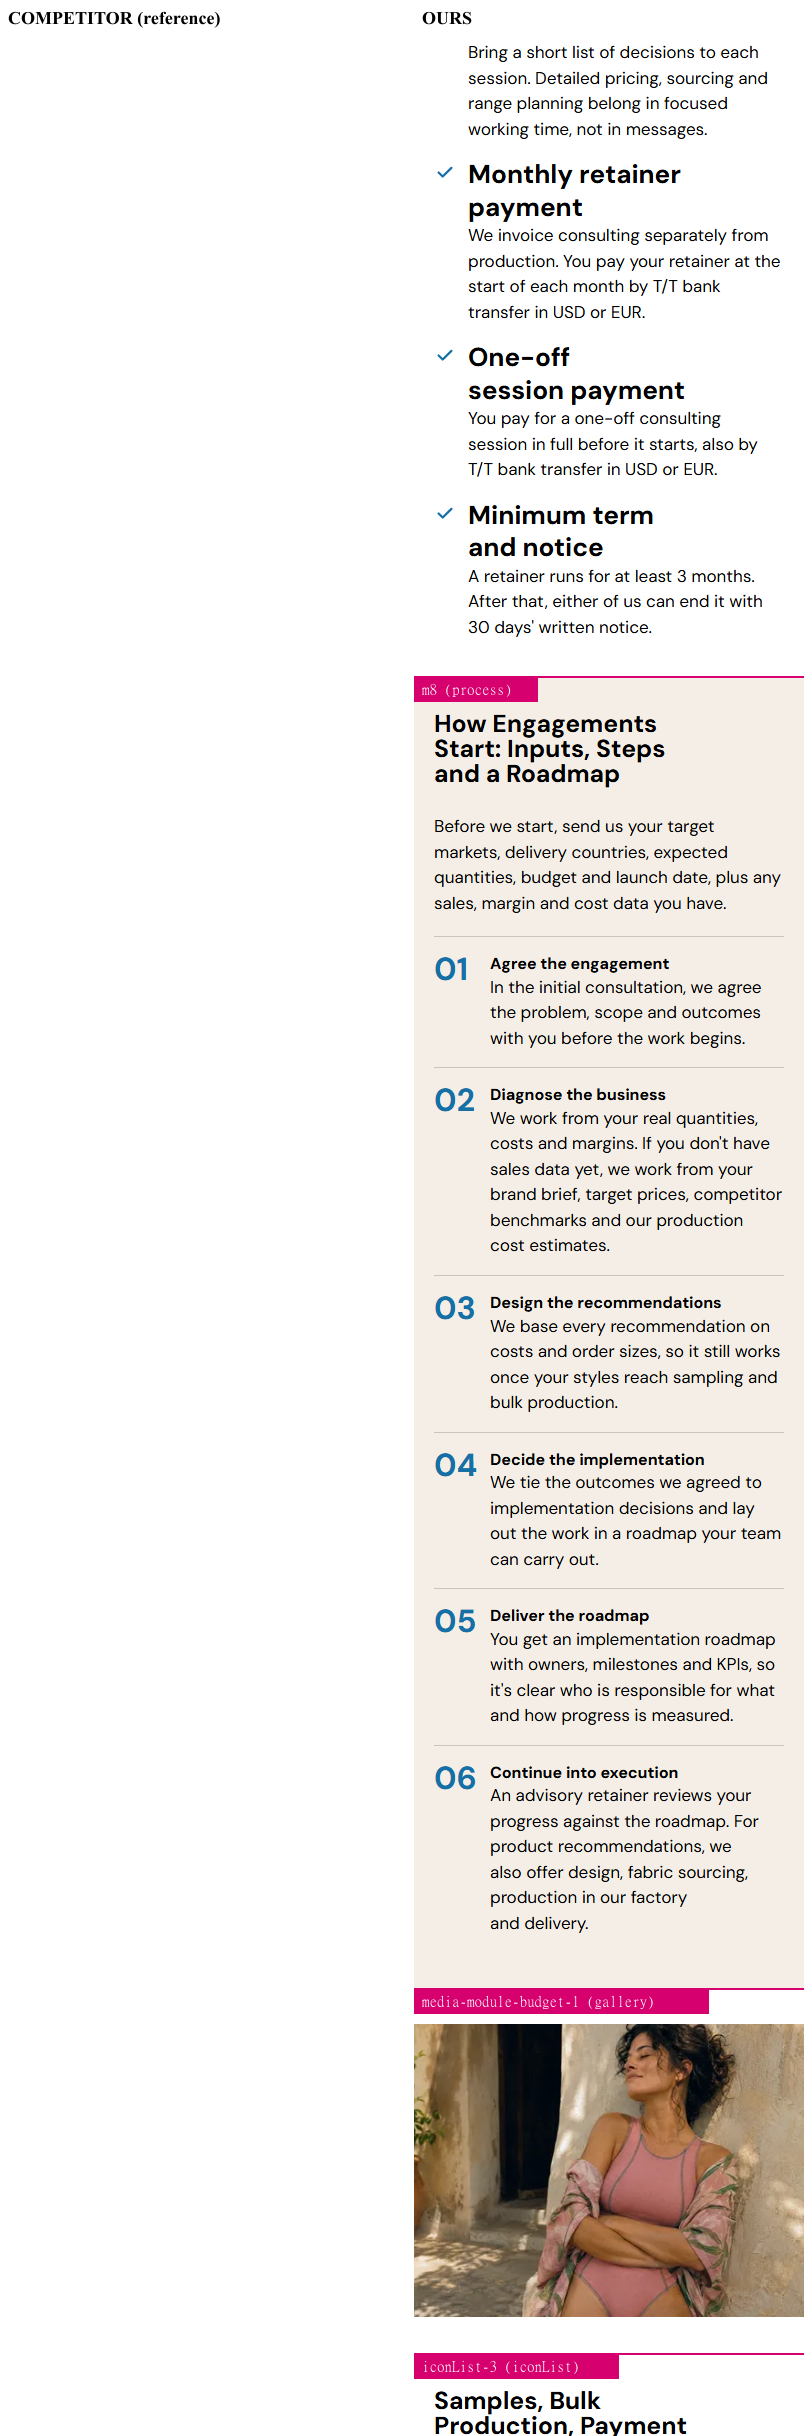 COMPETITOR (reference)
OURS
Bring a short list of decisions to each
session. Detailed pricing, sourcing and
range planning belong in focused
working time, not in messages.
Monthly retainer
payment
We invoice consulting separately from
production. You pay your retainer at the
start of each month by T/T bank
transfer in USD or EUR.
One-off
session payment
You pay for a one-off consulting
session in full before it starts, also by
T/T bank transfer in USD or EUR.
Minimum term
and notice
A retainer runs for at least 3 months.
After that, either of us can end it with
30 days' written notice.
m8 (process)
How Engagements
Start: Inputs, Steps
and a Roadmap
Before we start, send us your target
markets, delivery countries, expected
quantities, budget and launch date, plus any
sales, margin and cost data you have.
01
Agree the engagement
In the initial consultation, we agree
the problem, scope and outcomes
with you before the work begins.
02
Diagnose the business
We work from your real quantities,
costs and margins. If you don't have
sales data yet, we work from your
brand brief, target prices, competitor
benchmarks and our production
cost estimates.
03
Design the recommendations
We base every recommendation on
costs and order sizes, so it still works
once your styles reach sampling and
bulk production.
04
Decide the implementation
We tie the outcomes we agreed to
implementation decisions and lay
out the work in a roadmap your team
can carry out.
05
Deliver the roadmap
You get an implementation roadmap
with owners, milestones and KPIs, so
it's clear who is responsible for what
and how progress is measured.
06
Continue into execution
An advisory retainer reviews your
progress against the roadmap. For
product recommendations, we
also offer design, fabric sourcing,
production in our factory
and delivery.
media-module-budget-1 (gallery)
iconList-3 (iconList)
Samples, Bulk
Production, Payment